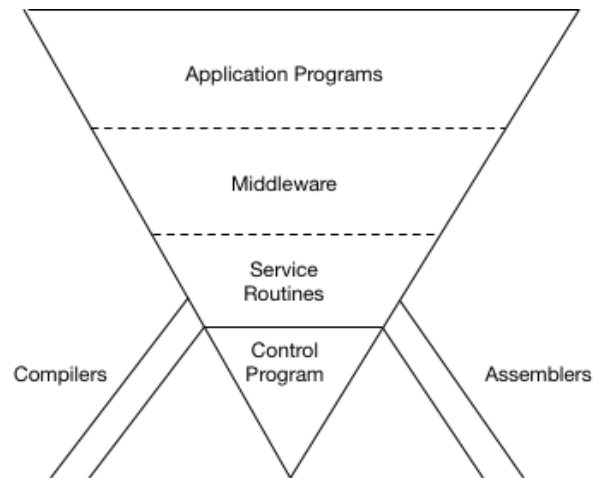 Application Programs
Middleware
Service
Routines
Control
Program
Compilers
Assemblers